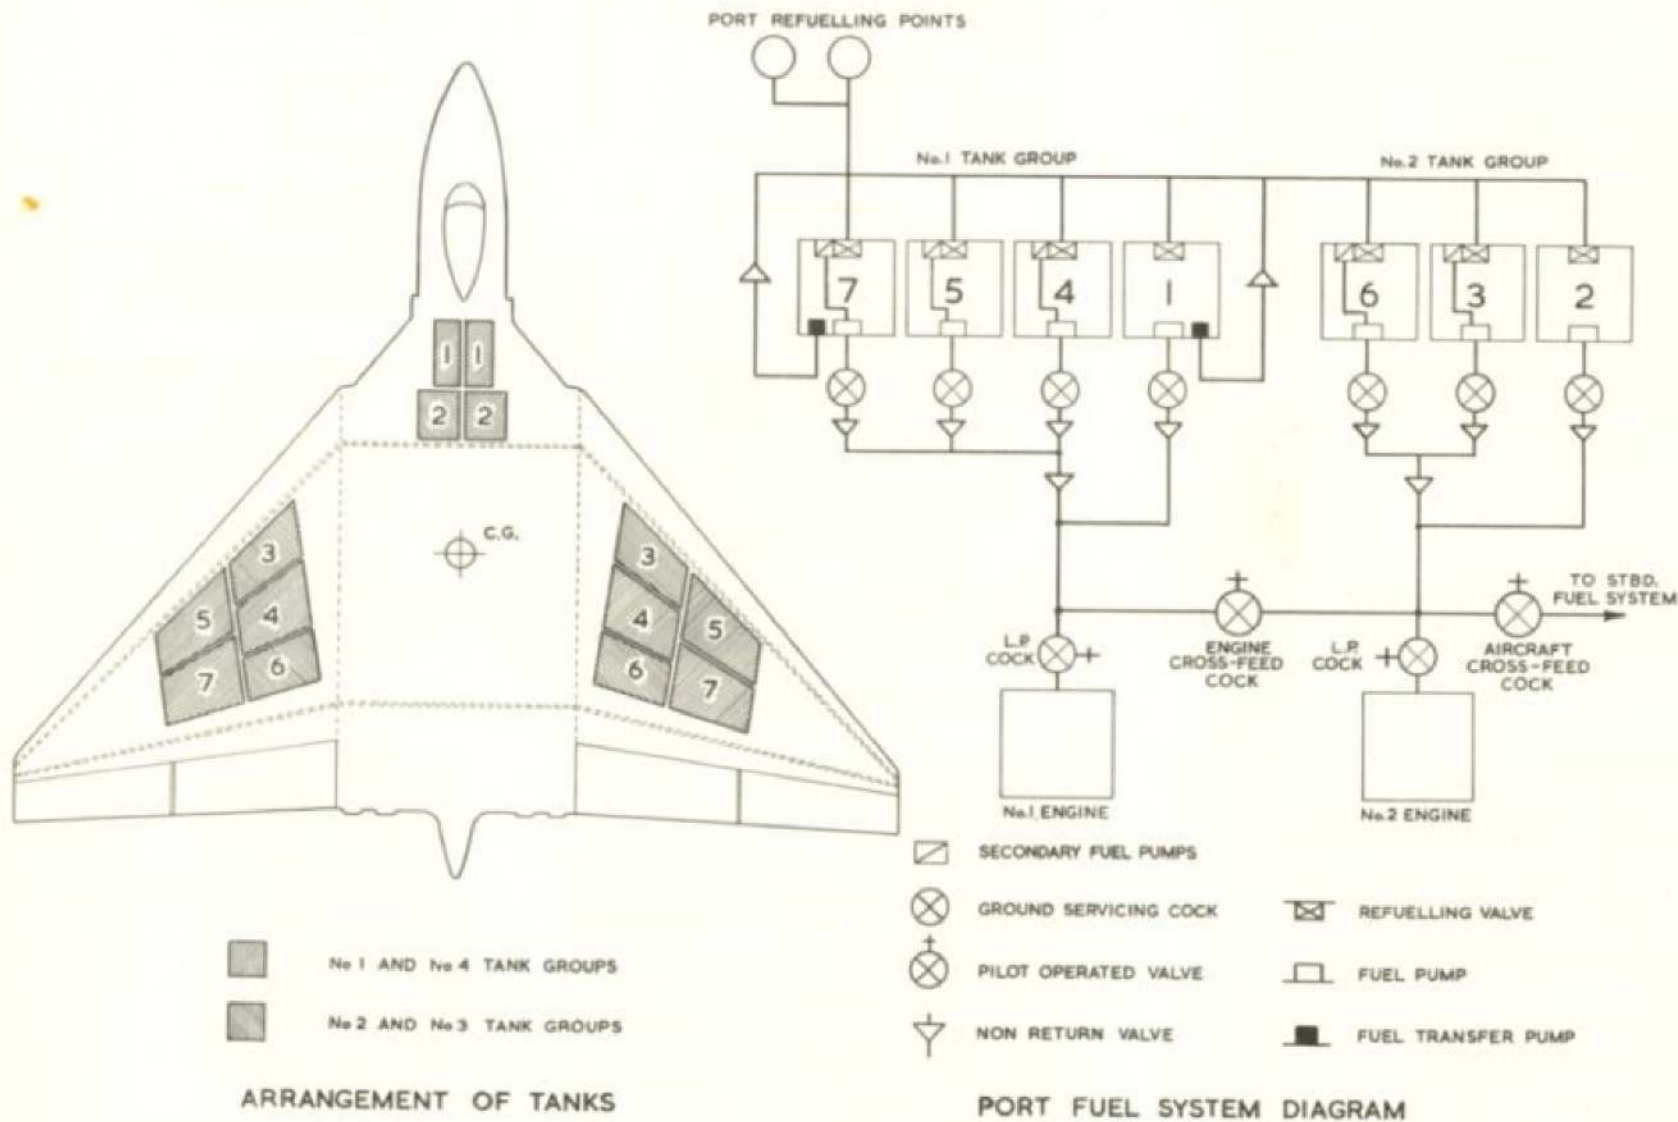 PORT REFUELLING POINTS
No.1 TANK GROUP
No.2 TANK GROUP
7
5
4
1
6
3
2
TO STBD.
FUEL SYSTEM
L.P.
COCK
ENGINE
CROSS-FEED
COCK
L.P.
COCK
AIRCRAFT
CROSS-FEED
COCK
No.1 ENGINE
No.2 ENGINE
SECONDARY FUEL PUMPS
GROUND SERVICING COCK
PILOT OPERATED VALVE
NON RETURN VALVE
REFUELLING VALVE
FUEL PUMP
FUEL TRANSFER PUMP
PORT FUEL SYSTEM DIAGRAM
1 1
2 2
C.G.
3
5
4
7
6
3
4
5
6
7
No 1 AND No 4 TANK GROUPS
No 2 AND No 3 TANK GROUPS
ARRANGEMENT OF TANKS